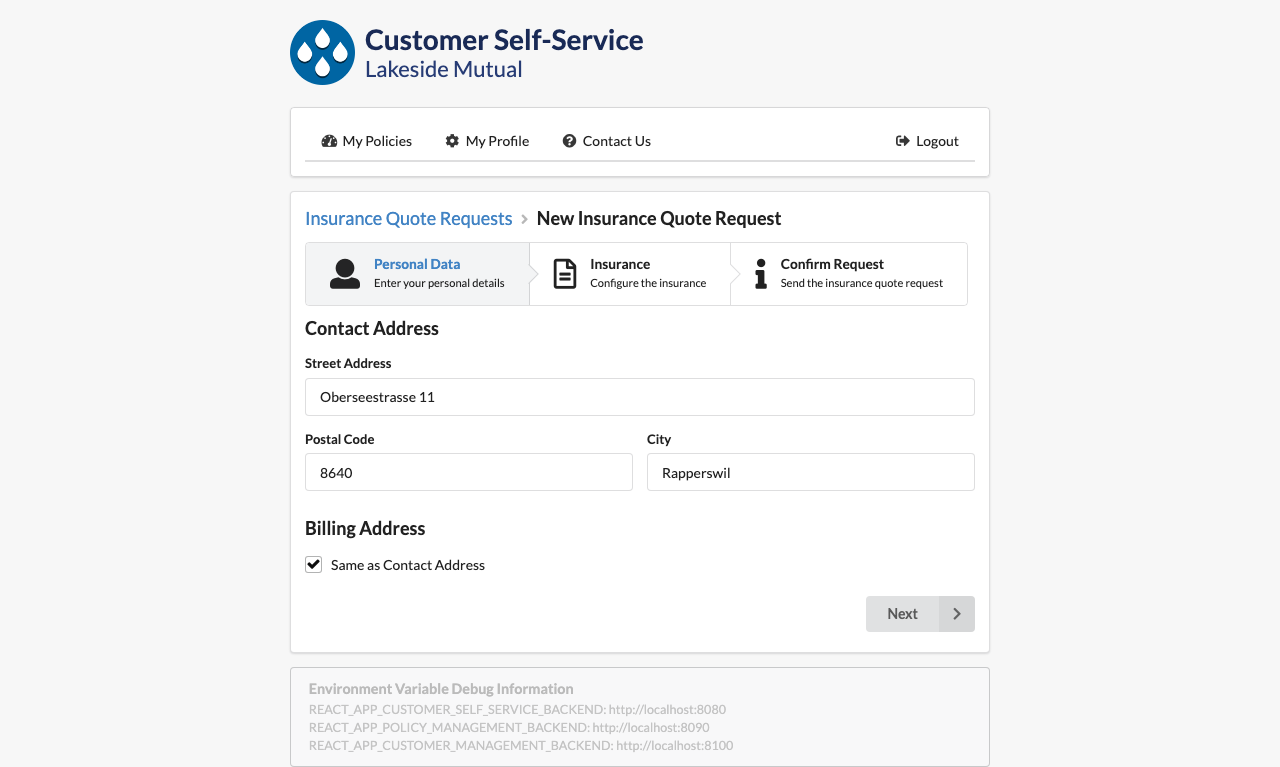 Customer Self-Service
Lakeside Mutual
My Policies My Profile Contact Us Logout
Insurance Quote Requests New Insurance Quote Request
Personal Data
Enter your personal details
Insurance
Configure the insurance
Confirm Request
Send the insurance quote request
Contact Address
Street Address
Oberseestrasse 11
Postal Code City
8640 Rapperswil
Billing Address
Same as Contact Address
Next
Environment Variable Debug Information
REACT_APP_CUSTOMER_SELF_SERVICE_BACKEND: http://localhost:8080
REACT_APP_POLICY_MANAGEMENT_BACKEND: http://localhost:8090
REACT_APP_CUSTOMER_MANAGEMENT_BACKEND: http://localhost:8100